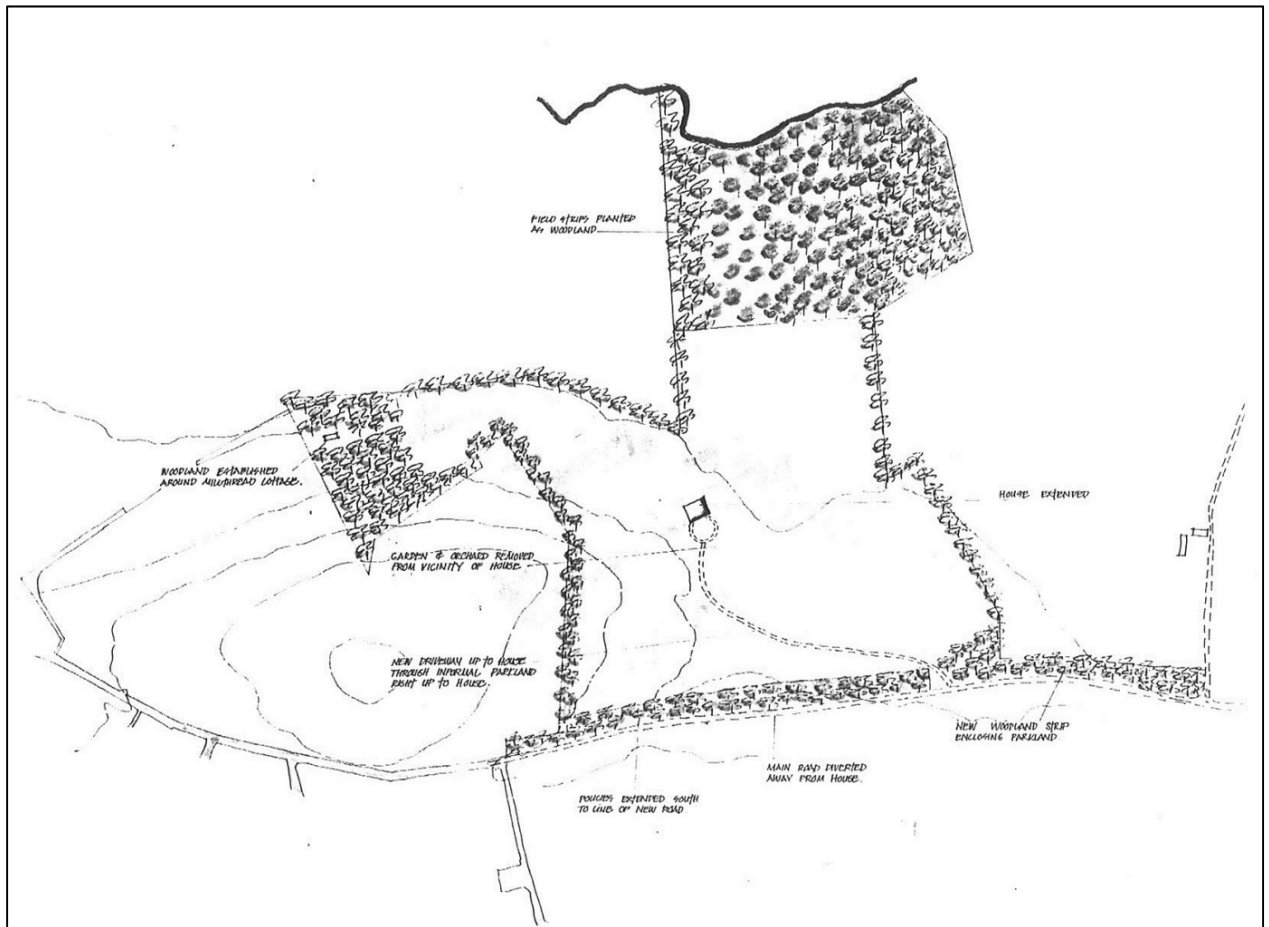 FIELD STRIPS PLANTED
AS WOODLAND
WOODLAND ESTABLISHED
AROUND MILLTHREAD COTTAGE.
HOUSE EXTENDED
GARDEN & ORCHARD REMOVED
FROM VICINITY OF HOUSE
NEW DRIVEWAY UP TO HOUSE
THROUGH INFORMAL PARKLAND
RIGHT UP TO HOUSE.
NEW WOODLAND STRIP
ENCLOSING PARKLAND
MAIN ROAD DIVERTED
AWAY FROM HOUSE.
POLICIES EXTENDED SOUTH
TO LINE OF NEW ROAD